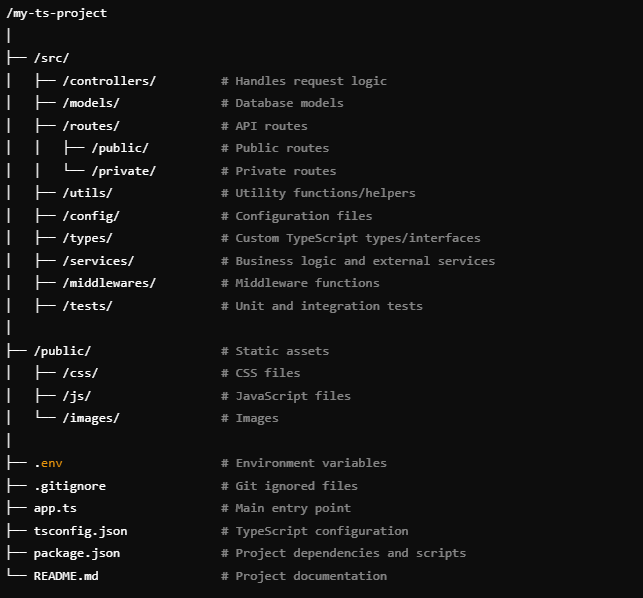 /my-ts-project
│
├── /src/
│   ├── /controllers/         # Handles request logic
│   ├── /models/              # Database models
│   ├── /routes/              # API routes
│   │   ├── /public/          # Public routes
│   │   └── /private/         # Private routes
│   ├── /utils/               # Utility functions/helpers
│   ├── /config/              # Configuration files
│   ├── /types/               # Custom TypeScript types/interfaces
│   ├── /services/            # Business logic and external services
│   ├── /middlewares/         # Middleware functions
│   ├── /tests/               # Unit and integration tests
│
├── /public/                  # Static assets
│   ├── /css/                 # CSS files
│   ├── /js/                  # JavaScript files
│   └── /images/              # Images
│
├── .env                      # Environment variables
├── .gitignore                # Git ignored files
├── app.ts                    # Main entry point
├── tsconfig.json             # TypeScript configuration
├── package.json              # Project dependencies and scripts
└── README.md                 # Project documentation